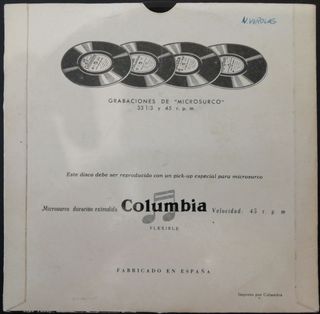 N. VIROLAS
GRABACIONES DE "MICROSURCO"
33 1/3 y 45 r. p. m
Este disco debe ser reproducido con un pick-up especial para microsurco
Microsurco duración extendida Columbia Velocidad: 45 r. p m
FLEXIBLE
FABRICADO EN ESPAÑA
Impreso por Columbia